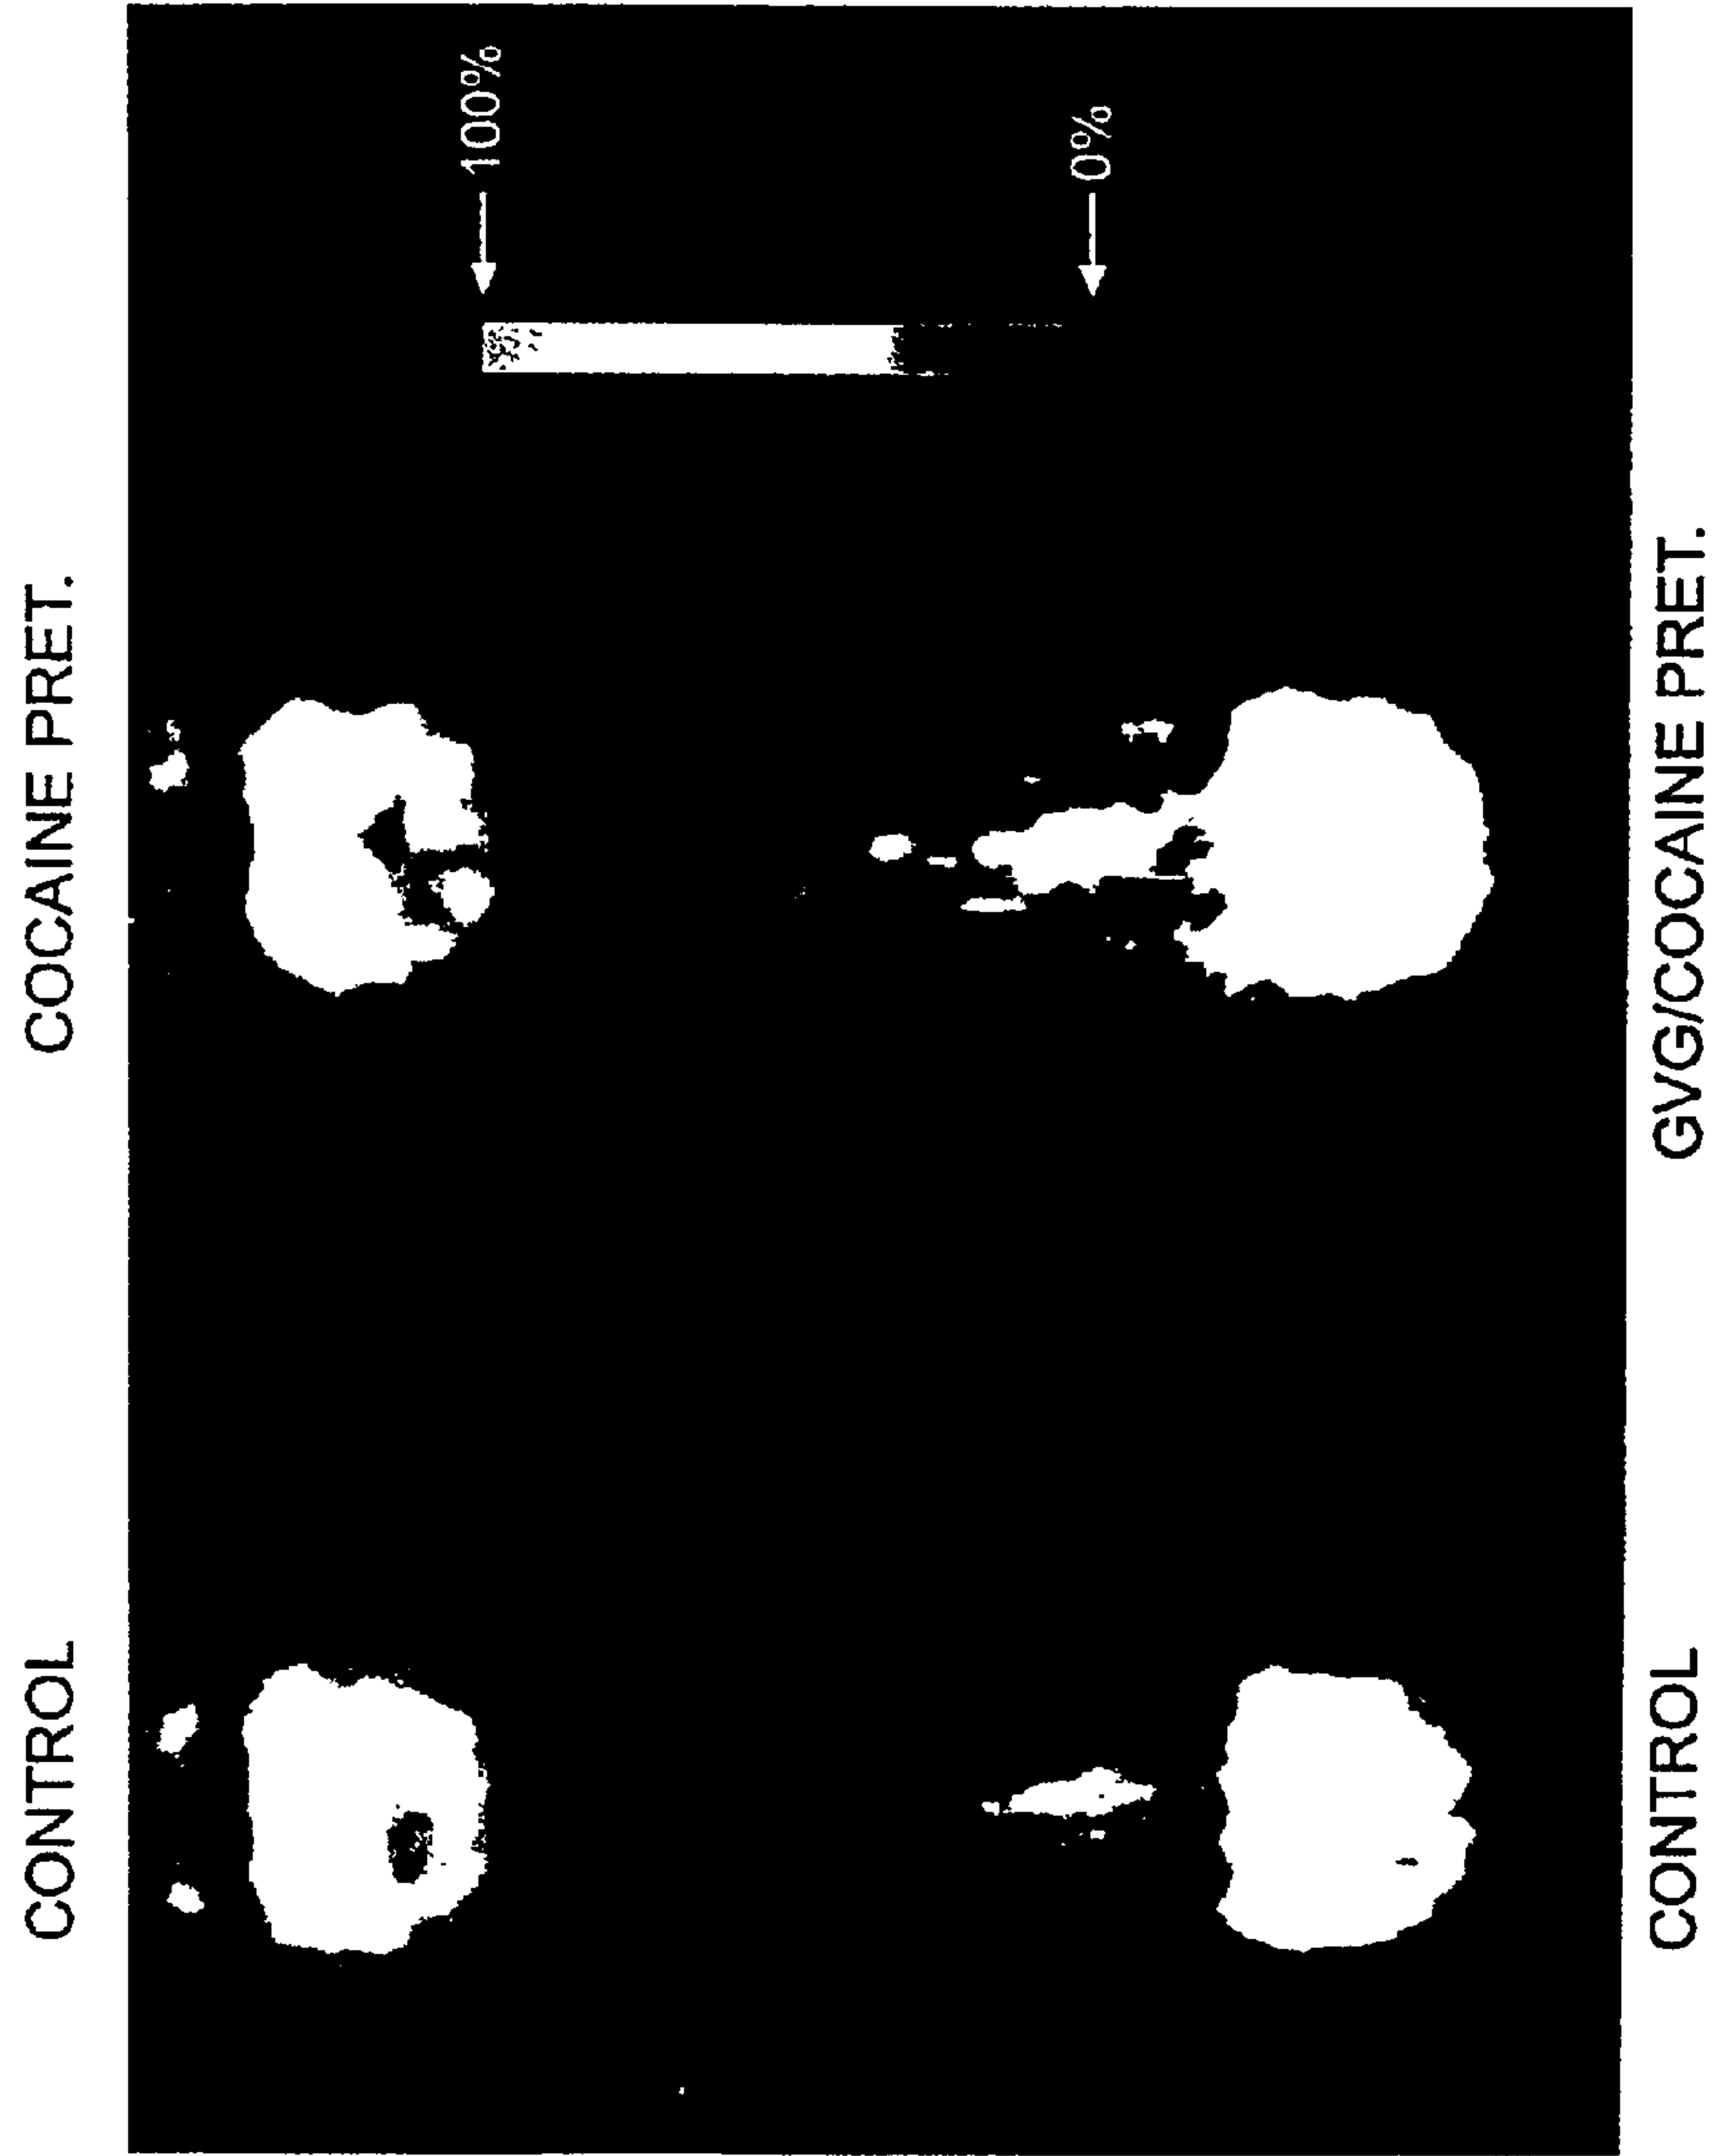 CONTROL
COCAINE PRET.
100%
0%
CONTROL
GVG/COCAINE PRET.